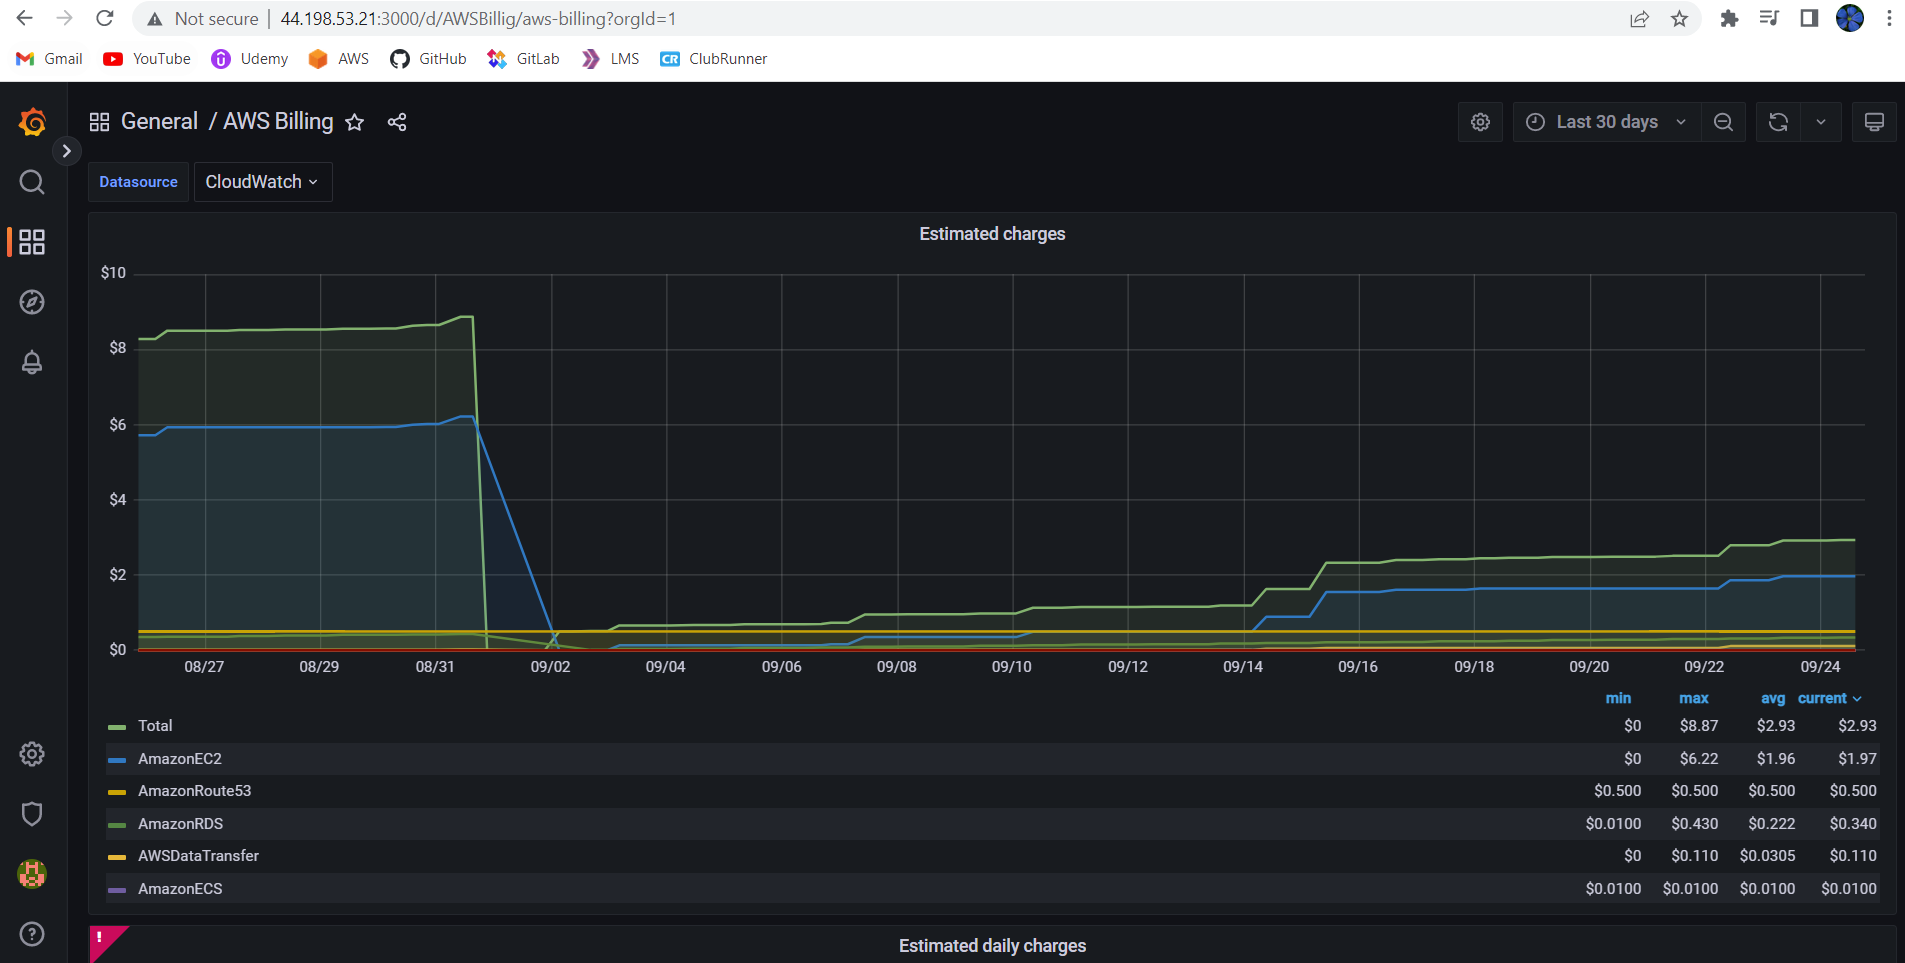 Not secure | 44.198.53.21:3000/d/AWSBillig/aws-billing?orgId=1
Gmail YouTube Udemy AWS GitHub GitLab LMS CR ClubRunner
General / AWS Billing Last 30 days
Datasource CloudWatch
Estimated charges
$10
$8
$6
$4
$2
$0
08/27 08/29 08/31 09/02 09/04 09/06 09/08 09/10 09/12 09/14 09/16 09/18 09/20 09/22 09/24
min max avg current
Total $0 $8.87 $2.93 $2.93
AmazonEC2 $0 $6.22 $1.96 $1.97
AmazonRoute53 $0.500 $0.500 $0.500 $0.500
AmazonRDS $0.0100 $0.430 $0.222 $0.340
AWSDataTransfer $0 $0.110 $0.0305 $0.110
AmazonECS $0.0100 $0.0100 $0.0100 $0.0100
! Estimated daily charges